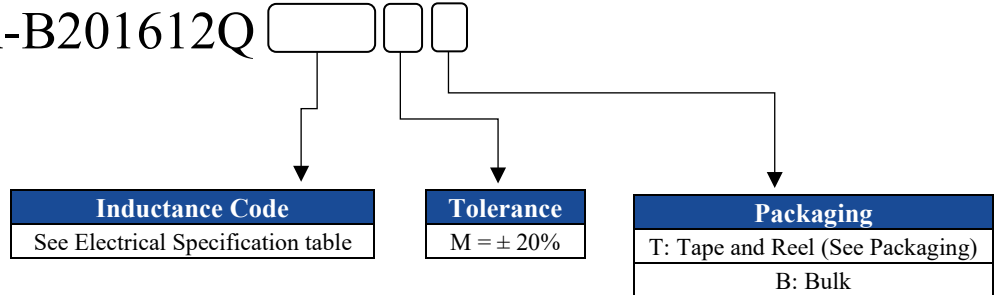 -B201612Q
Inductance Code
See Electrical Specification table
Tolerance
M = ± 20%
Packaging
T: Tape and Reel (See Packaging)
B: Bulk